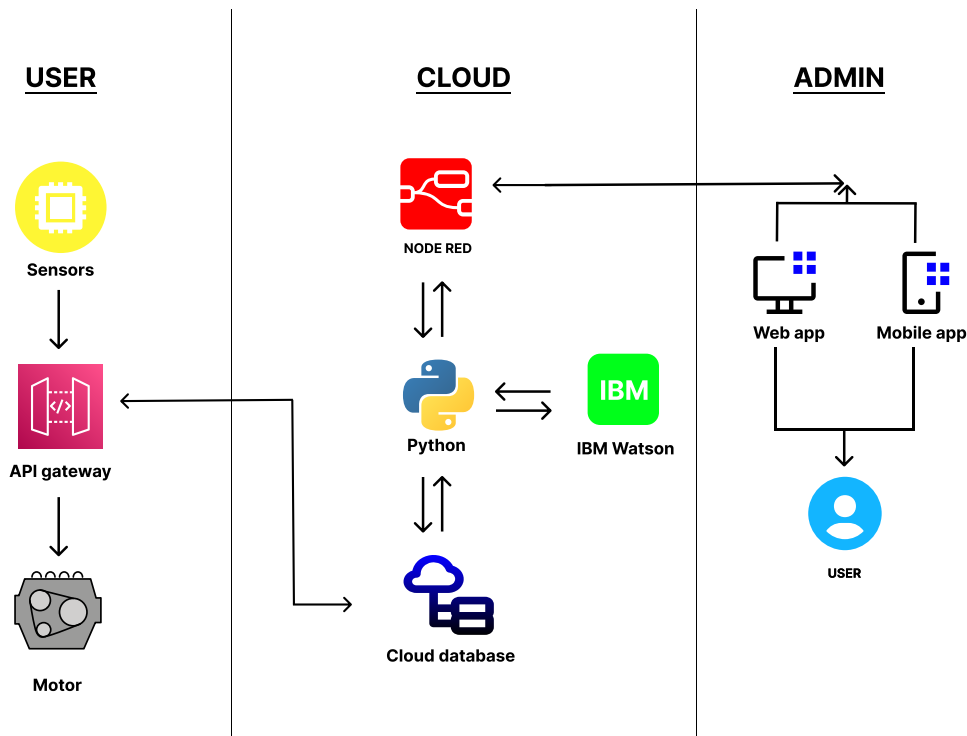 USER
CLOUD
ADMIN
Sensors
NODE RED
Web app
Mobile app
</>
API gateway
Python
IBM
IBM Watson
USER
Cloud database
Motor